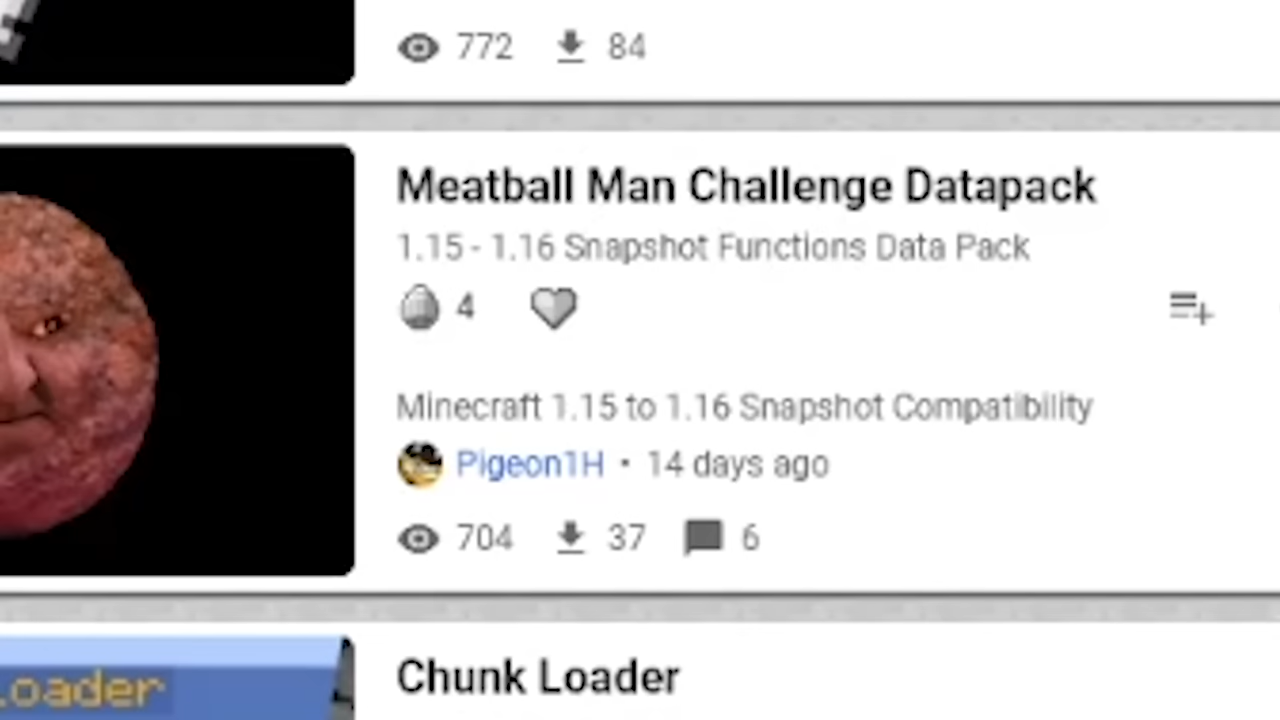 772 84
Meatball Man Challenge Datapack
1.15 - 1.16 Snapshot Functions Data Pack
4
Minecraft 1.15 to 1.16 Snapshot Compatibility
Pigeon1H • 14 days ago
704 37 6
Loader
Chunk Loader